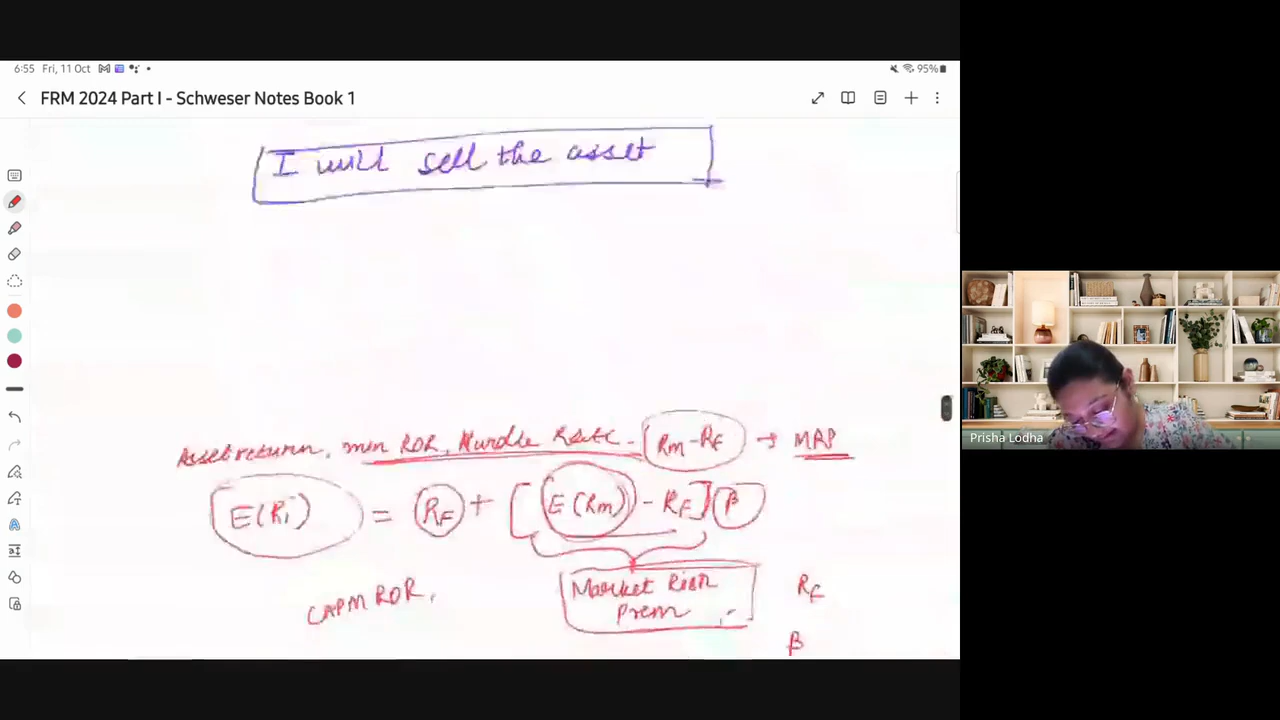 6:55 Fri, 11 Oct
95%
FRM 2024 Part I - Schweser Notes Book 1
I will sell the asset
Asset return, min ROR, Hurdle Rate - (Rm - RF) → MRP
E(Ri) = RF + [E(Rm) - RF] β
CAPM ROR,
Market Risk
Prem
RF
β
Prisha Lodha